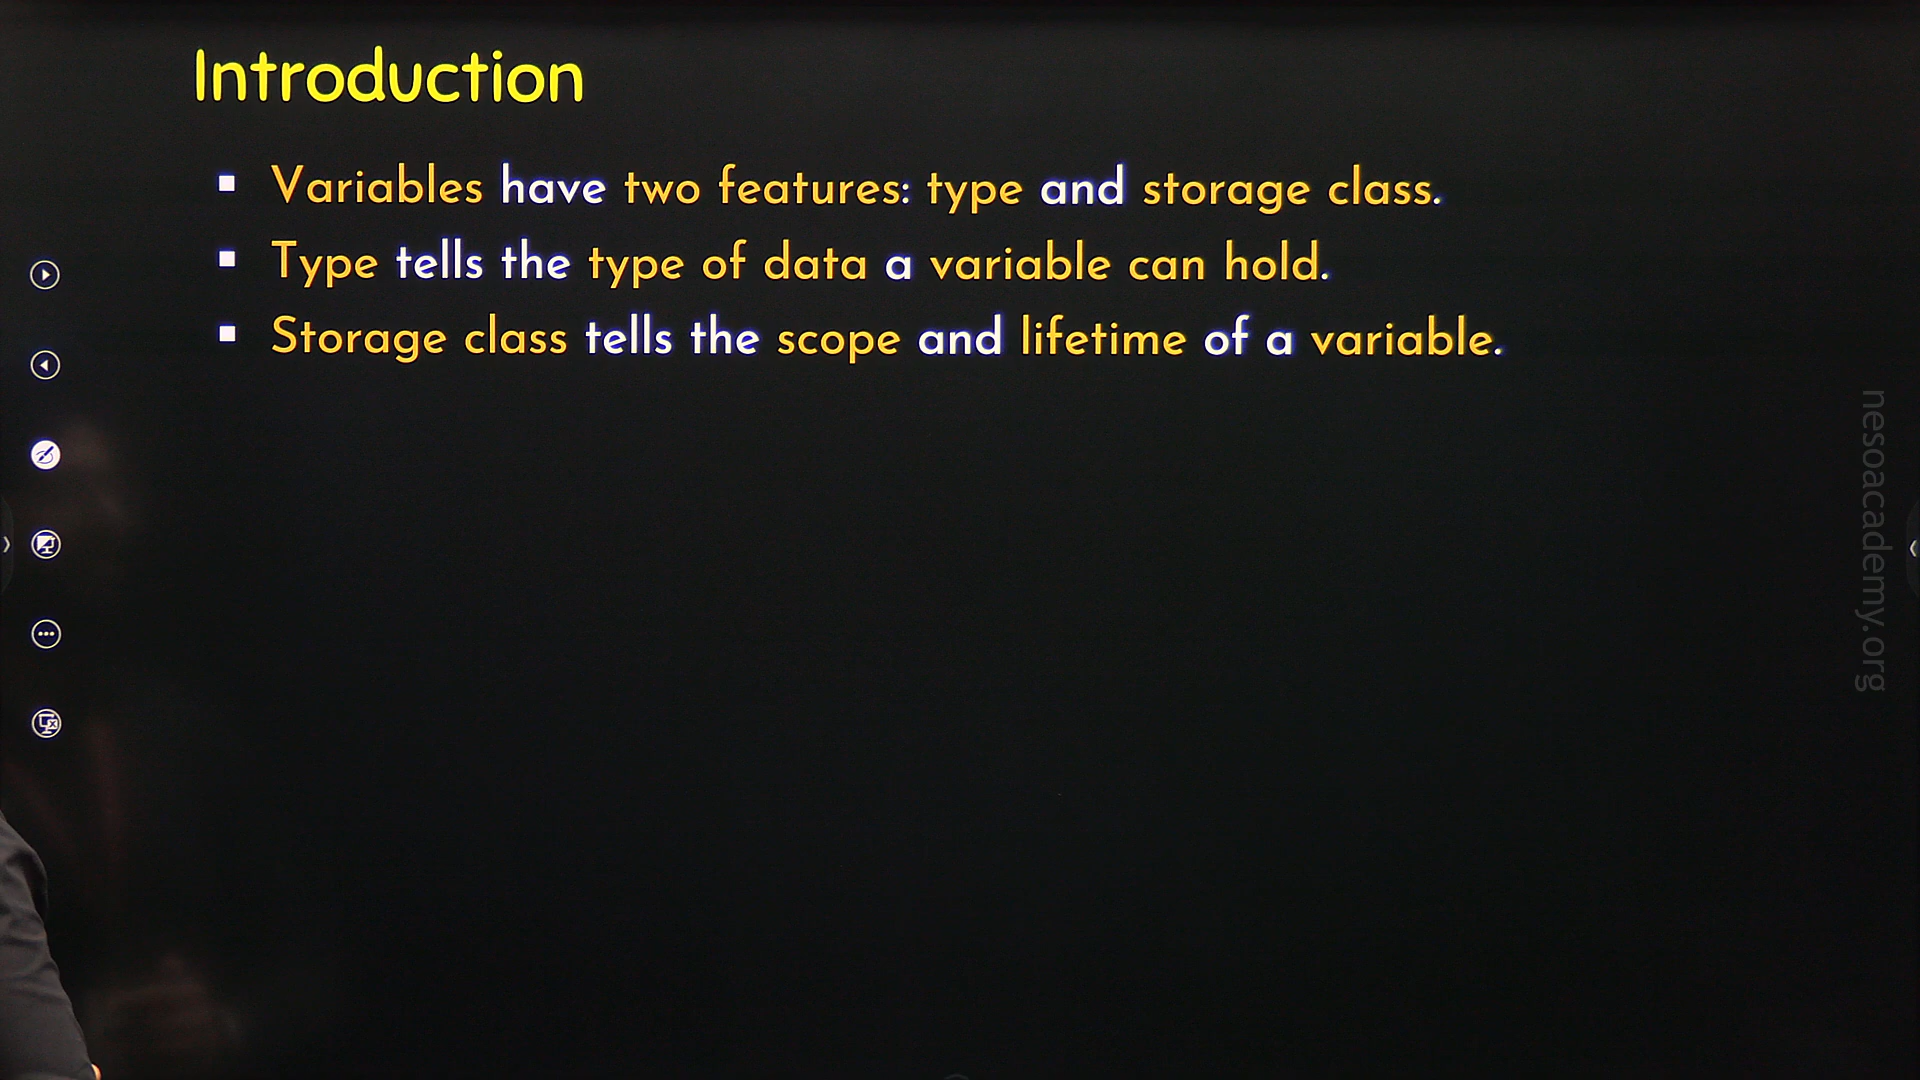 Introduction
Variables have two features: type and storage class.
Type tells the type of data a variable can hold.
Storage class tells the scope and lifetime of a variable.
nesoacademy.org